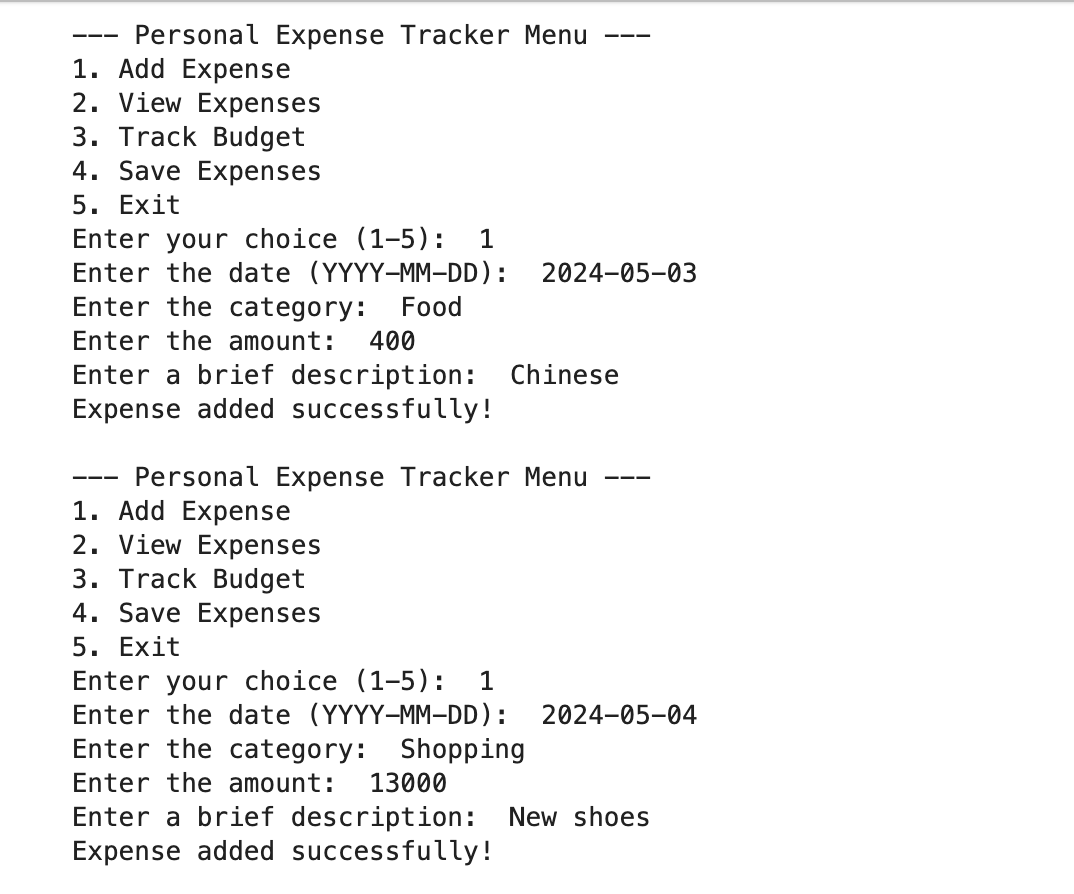 --- Personal Expense Tracker Menu ---
1. Add Expense
2. View Expenses
3. Track Budget
4. Save Expenses
5. Exit
Enter your choice (1-5):  1
Enter the date (YYYY-MM-DD):  2024-05-03
Enter the category:  Food
Enter the amount:  400
Enter a brief description:  Chinese
Expense added successfully!

--- Personal Expense Tracker Menu ---
1. Add Expense
2. View Expenses
3. Track Budget
4. Save Expenses
5. Exit
Enter your choice (1-5):  1
Enter the date (YYYY-MM-DD):  2024-05-04
Enter the category:  Shopping
Enter the amount:  13000
Enter a brief description:  New shoes
Expense added successfully!